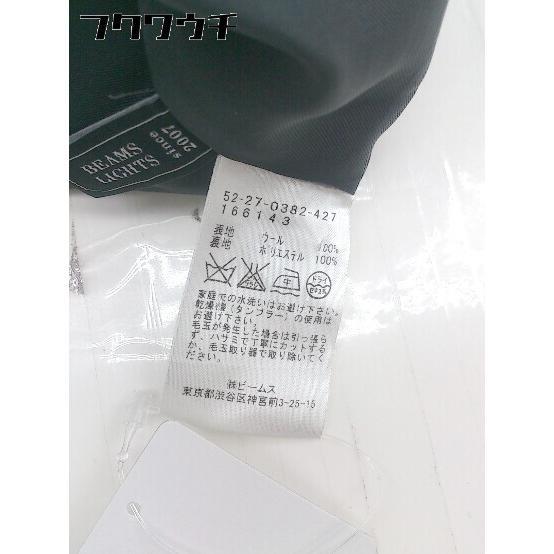 フクウウチ
BEAMS
LIGHTS
since
2007
52-27-0382-427
166143
表地 ウール 100%
裏地 ポリエステル 100%
中
ドライ
家庭での水洗いはお避け下さい。
乾燥機(タンブラー)の使用は
お避け下さい。
毛玉が発生した場合は引っ張ら
ず、ハサミで丁寧にカットする
か、毛玉取り器で取り除いてく
ださい。
㈱ビームス
東京都渋谷区神宮前3-25-15